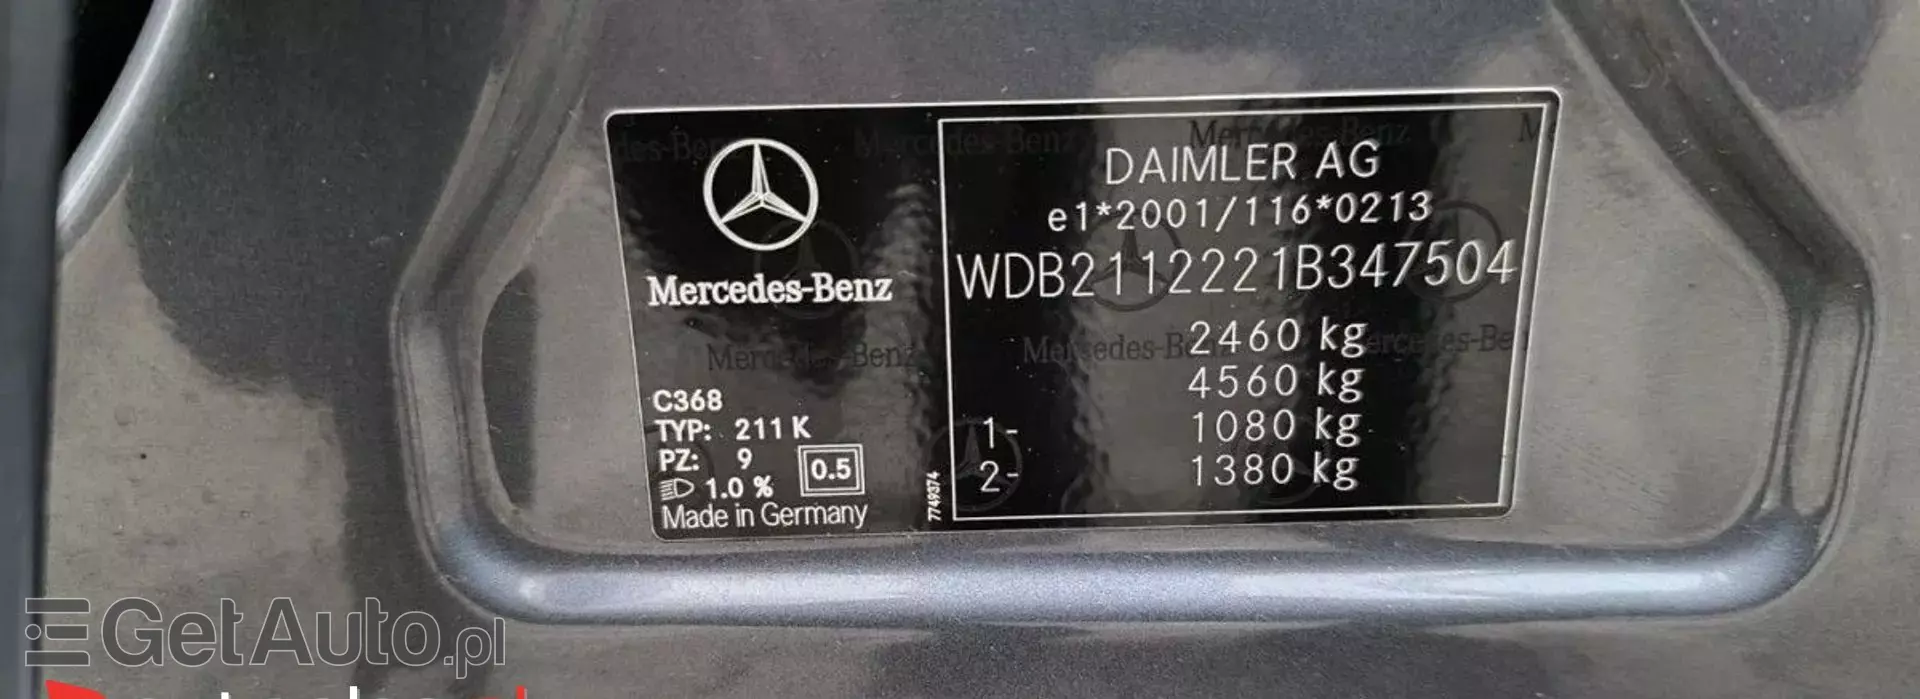 Mercedes-Benz
C368
TYP: 211 K
PZ: 9
1.0 %
0.5
Made in Germany
7749374
DAIMLER AG
e1*2001/116*0213
WDB2112221B347504
2460 kg
4560 kg
1- 1080 kg
2- 1380 kg
GetAuto.pl